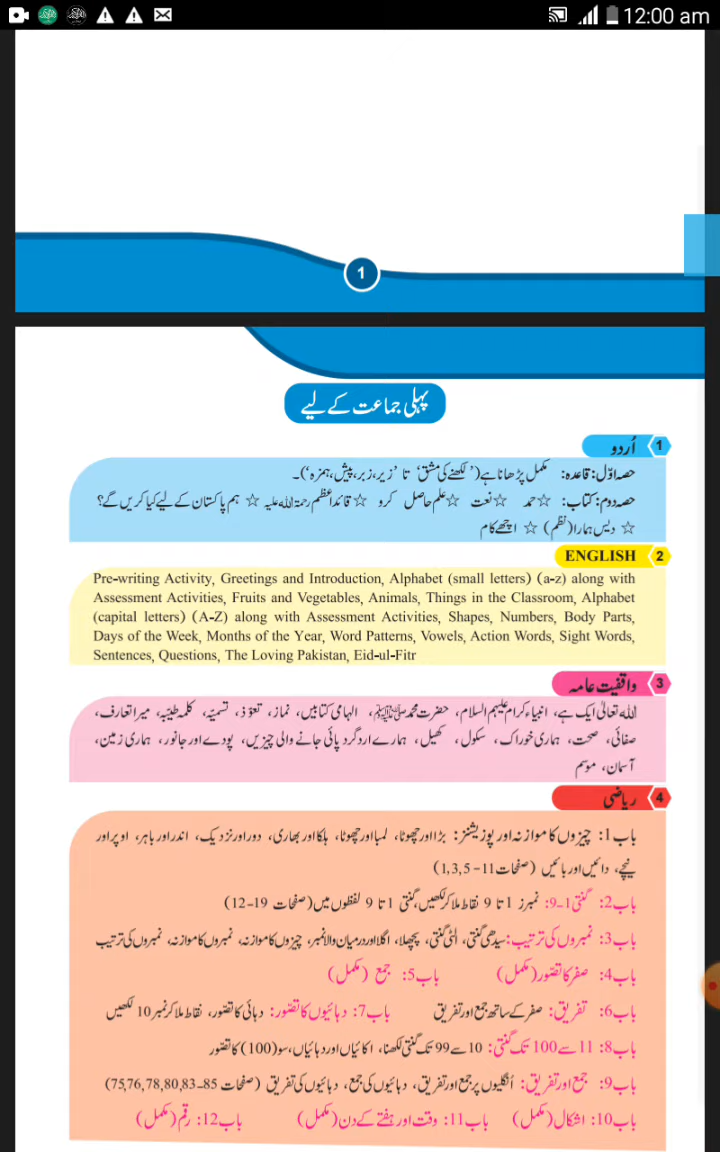 12:00 am
1
پہلی جماعت کے لیے
1 اُردو
حصہ اوّل: قاعدہ: مکمل پڑھانا ہے (’لکھنے کی مشق‘ تا ’زیر، زبر، پیش، ہمزہ‘)۔
حصہ دوم: کتاب: ☆حمد ☆نعت ☆علم حاصل کرو ☆قائداعظم رحمۃ اللہ علیہ ☆ ہم پاکستان کے لیے کیا کریں گے؟
☆ دیس ہمارا (نظم) ☆ اچھے کام
ENGLISH 2
Pre-writing Activity, Greetings and Introduction, Alphabet (small letters) (a-z) along with
Assessment Activities, Fruits and Vegetables, Animals, Things in the Classroom, Alphabet
(capital letters) (A-Z) along with Assessment Activities, Shapes, Numbers, Body Parts,
Days of the Week, Months of the Year, Word Patterns, Vowels, Action Words, Sight Words,
Sentences, Questions, The Loving Pakistan, Eid-ul-Fitr
3 واقفیت عامہ
اللہ تعالیٰ ایک ہے، انبیاء کرام علیہم السلام، حضرت محمد ﷺ، الہامی کتابیں، نماز، تعوّذ، تسمیّہ، کلمہ طیّبہ، میرا تعارف،
صفائی، صحت، ہماری خوراک، سکول، کھیل، ہمارے اردگرد پائی جانے والی چیزیں، پودے اور جانور، ہماری زمین،
آسمان، موسم
4 ریاضی
باب 1: چیزوں کا موازنہ اور پوزیشنز: بڑا اور چھوٹا، لمبا اور چھوٹا، ہلکا اور بھاری، دور اور نزدیک، اندر اور باہر، اوپر اور
نیچے، دائیں اور بائیں (صفحات 11-1,3,5)
باب 2: گنتی 1-9: نمبرز 1 تا 9 نقاط ملا کر لکھیں، گنتی 1 تا 9 لفظوں میں (صفحات 19-12)
باب 3: نمبروں کی ترتیب: سیدھی گنتی، الٹی گنتی، پچھلا، اگلا اور درمیان والا نمبر، چیزوں کا موازنہ، نمبروں کا موازنہ، نمبروں کی ترتیب
باب 4: صفر کا تصّور (مکمل) باب 5: جمع (مکمل)
باب 6: تفریق: صفر کے ساتھ جمع اور تفریق باب 7: دہائیوں کا تصّور: دہائی کا تصّور، نقاط ملا کر نمبر 10 لکھیں
باب 8: 11 سے 100 تک گنتی: 10 سے 99 تک گنتی لکھنا، اکائیاں اور دہائیاں، سو (100) کا تصّور
باب 9: جمع اور تفریق: اُنگلیوں پر جمع اور تفریق، دہائیوں کی جمع، دہائیوں کی تفریق (صفحات 85-75,76,78,80,83)
باب 10: اشکال (مکمل) باب 11: وقت اور ہفتے کے دن (مکمل) باب 12: رقم (مکمل)